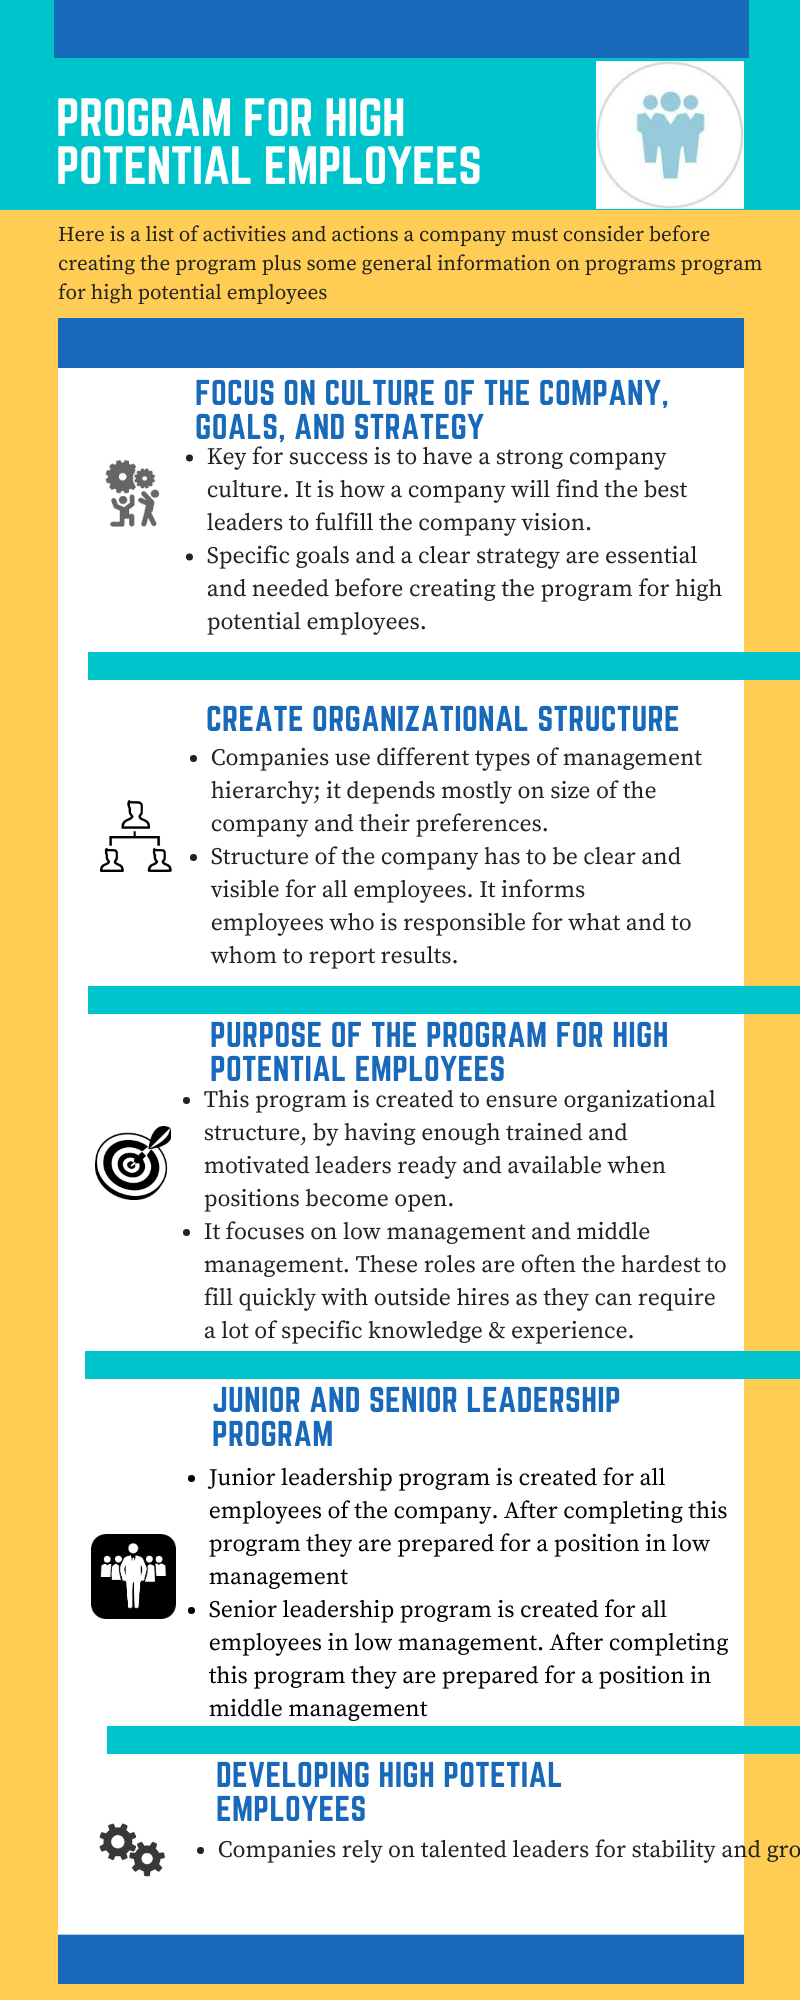 PROGRAM FOR HIGH
POTENTIAL EMPLOYEES
Here is a list of activities and actions a company must consider before
creating the program plus some general information on programs program
for high potential employees
FOCUS ON CULTURE OF THE COMPANY,
GOALS, AND STRATEGY
• Key for success is to have a strong company
culture. It is how a company will find the best
leaders to fulfill the company vision.
• Specific goals and a clear strategy are essential
and needed before creating the program for high
potential employees.
CREATE ORGANIZATIONAL STRUCTURE
• Companies use different types of management
hierarchy; it depends mostly on size of the
company and their preferences.
• Structure of the company has to be clear and
visible for all employees. It informs
employees who is responsible for what and to
whom to report results.
PURPOSE OF THE PROGRAM FOR HIGH
POTENTIAL EMPLOYEES
• This program is created to ensure organizational
structure, by having enough trained and
motivated leaders ready and available when
positions become open.
• It focuses on low management and middle
management. These roles are often the hardest to
fill quickly with outside hires as they can require
a lot of specific knowledge & experience.
JUNIOR AND SENIOR LEADERSHIP
PROGRAM
• Junior leadership program is created for all
employees of the company. After completing this
program they are prepared for a position in low
management
• Senior leadership program is created for all
employees in low management. After completing
this program they are prepared for a position in
middle management
DEVELOPING HIGH POTETIAL
EMPLOYEES
• Companies rely on talented leaders for stability and